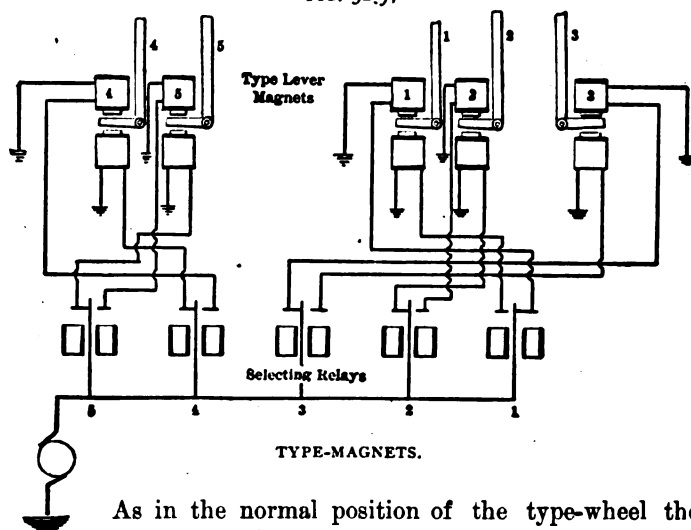 4 5 1 2 3
Type Lever
Magnets
4 5 1 2 3
Selecting Relays
5 4 3 2 1
TYPE-MAGNETS.
As in the normal position of the type-wheel the